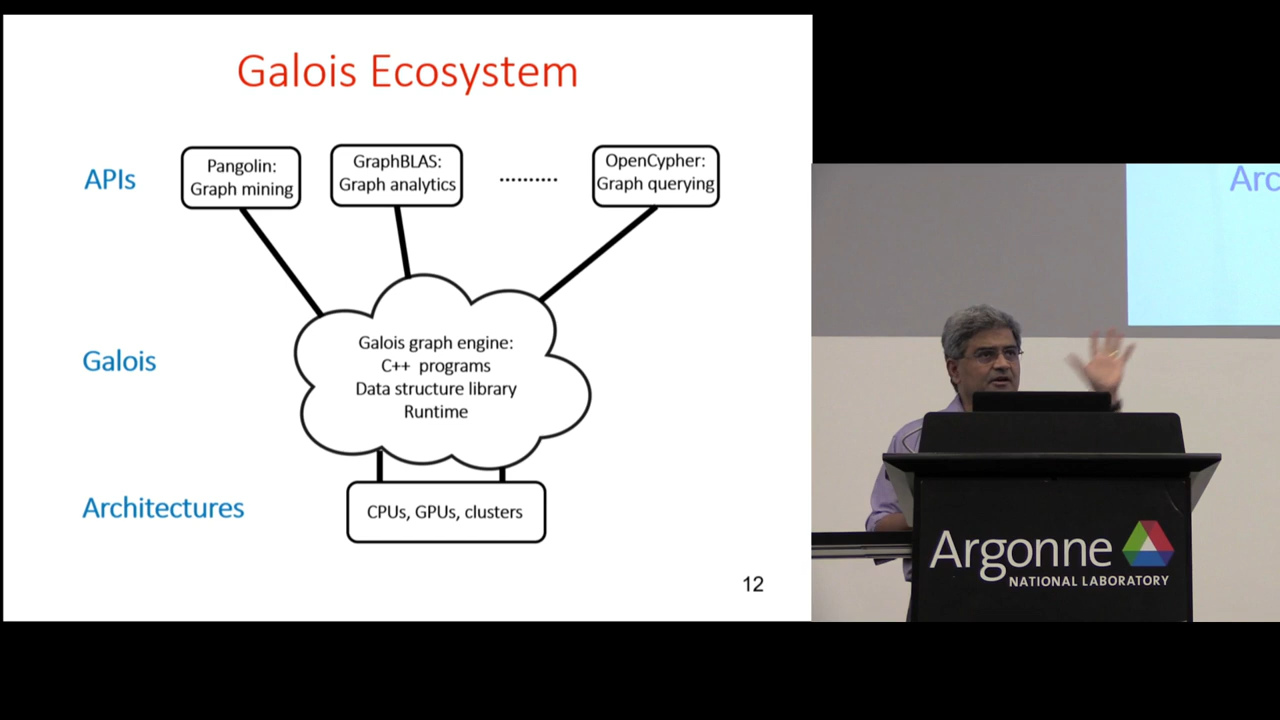 Galois Ecosystem
APIs
Pangolin:
Graph mining
GraphBLAS:
Graph analytics
..........
OpenCypher:
Graph querying
Galois
Galois graph engine:
C++ programs
Data structure library
Runtime
Architectures
CPUs, GPUs, clusters
12
Arc
Argonne
NATIONAL LABORATORY